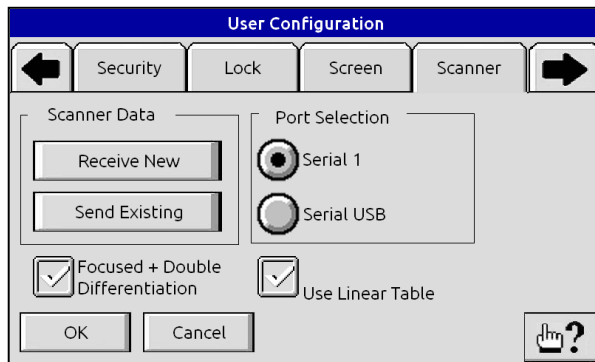 User Configuration
Security
Lock
Screen
Scanner
Scanner Data
Port Selection
Receive New
Serial 1
Send Existing
Serial USB
Focused + Double
Differentiation
Use Linear Table
OK
Cancel
?